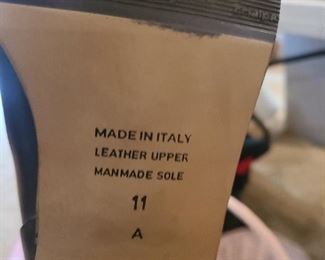 MADE IN ITALY
LEATHER UPPER
MANMADE SOLE
11
A